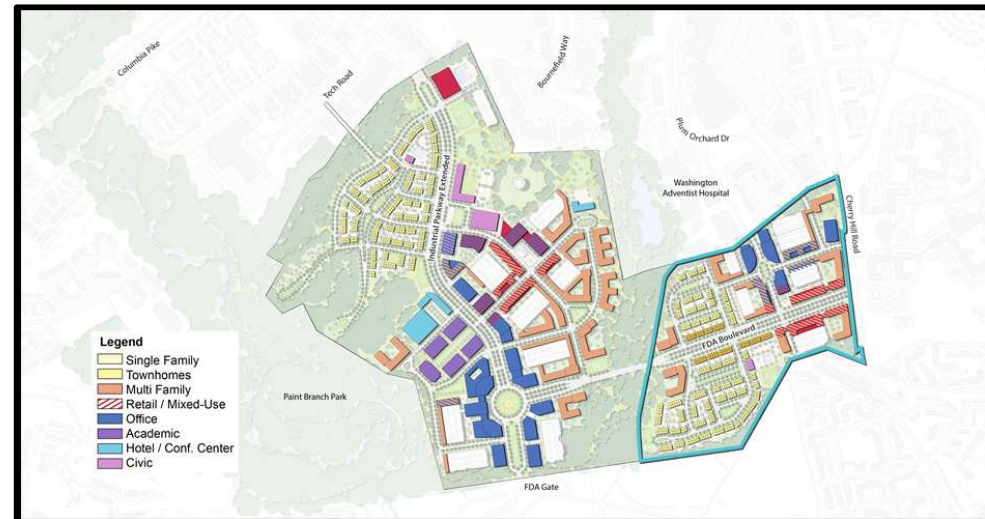 Columbia Pike
Tech Road
Bournefield Way
Plum Orchard Dr
Washington
Adventist Hospital
Cherry Hill Road
Industrial Parkway Extended
FDA Boulevard
Legend
Single Family
Townhomes
Multi Family
Retail / Mixed-Use
Office
Academic
Hotel / Conf. Center
Civic
Paint Branch Park
FDA Gate